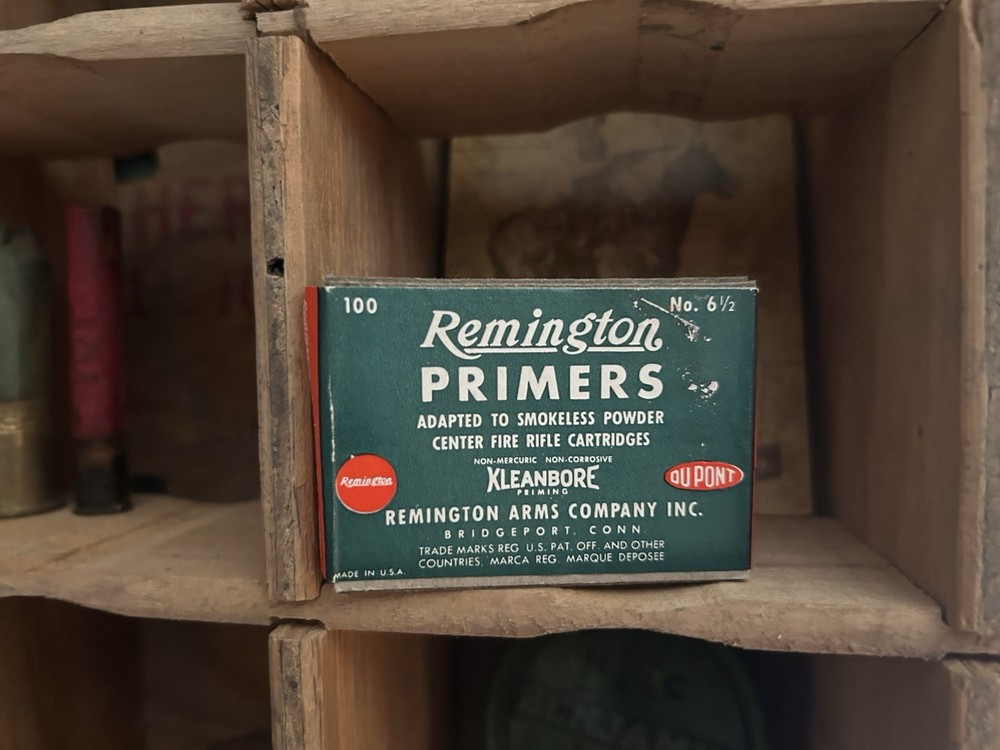 100
No. 6½
Remington
PRIMERS
ADAPTED TO SMOKELESS POWDER
CENTER FIRE RIFLE CARTRIDGES
NON-MERCURIC NON-CORROSIVE
KLEANBORE
PRIMING
Remington
DU PONT
REMINGTON ARMS COMPANY INC.
BRIDGEPORT, CONN
TRADE MARKS REG U.S. PAT. OFF. AND OTHER
COUNTRIES, MARCA REG. MARQUE DEPOSEE
MADE IN U.S.A.